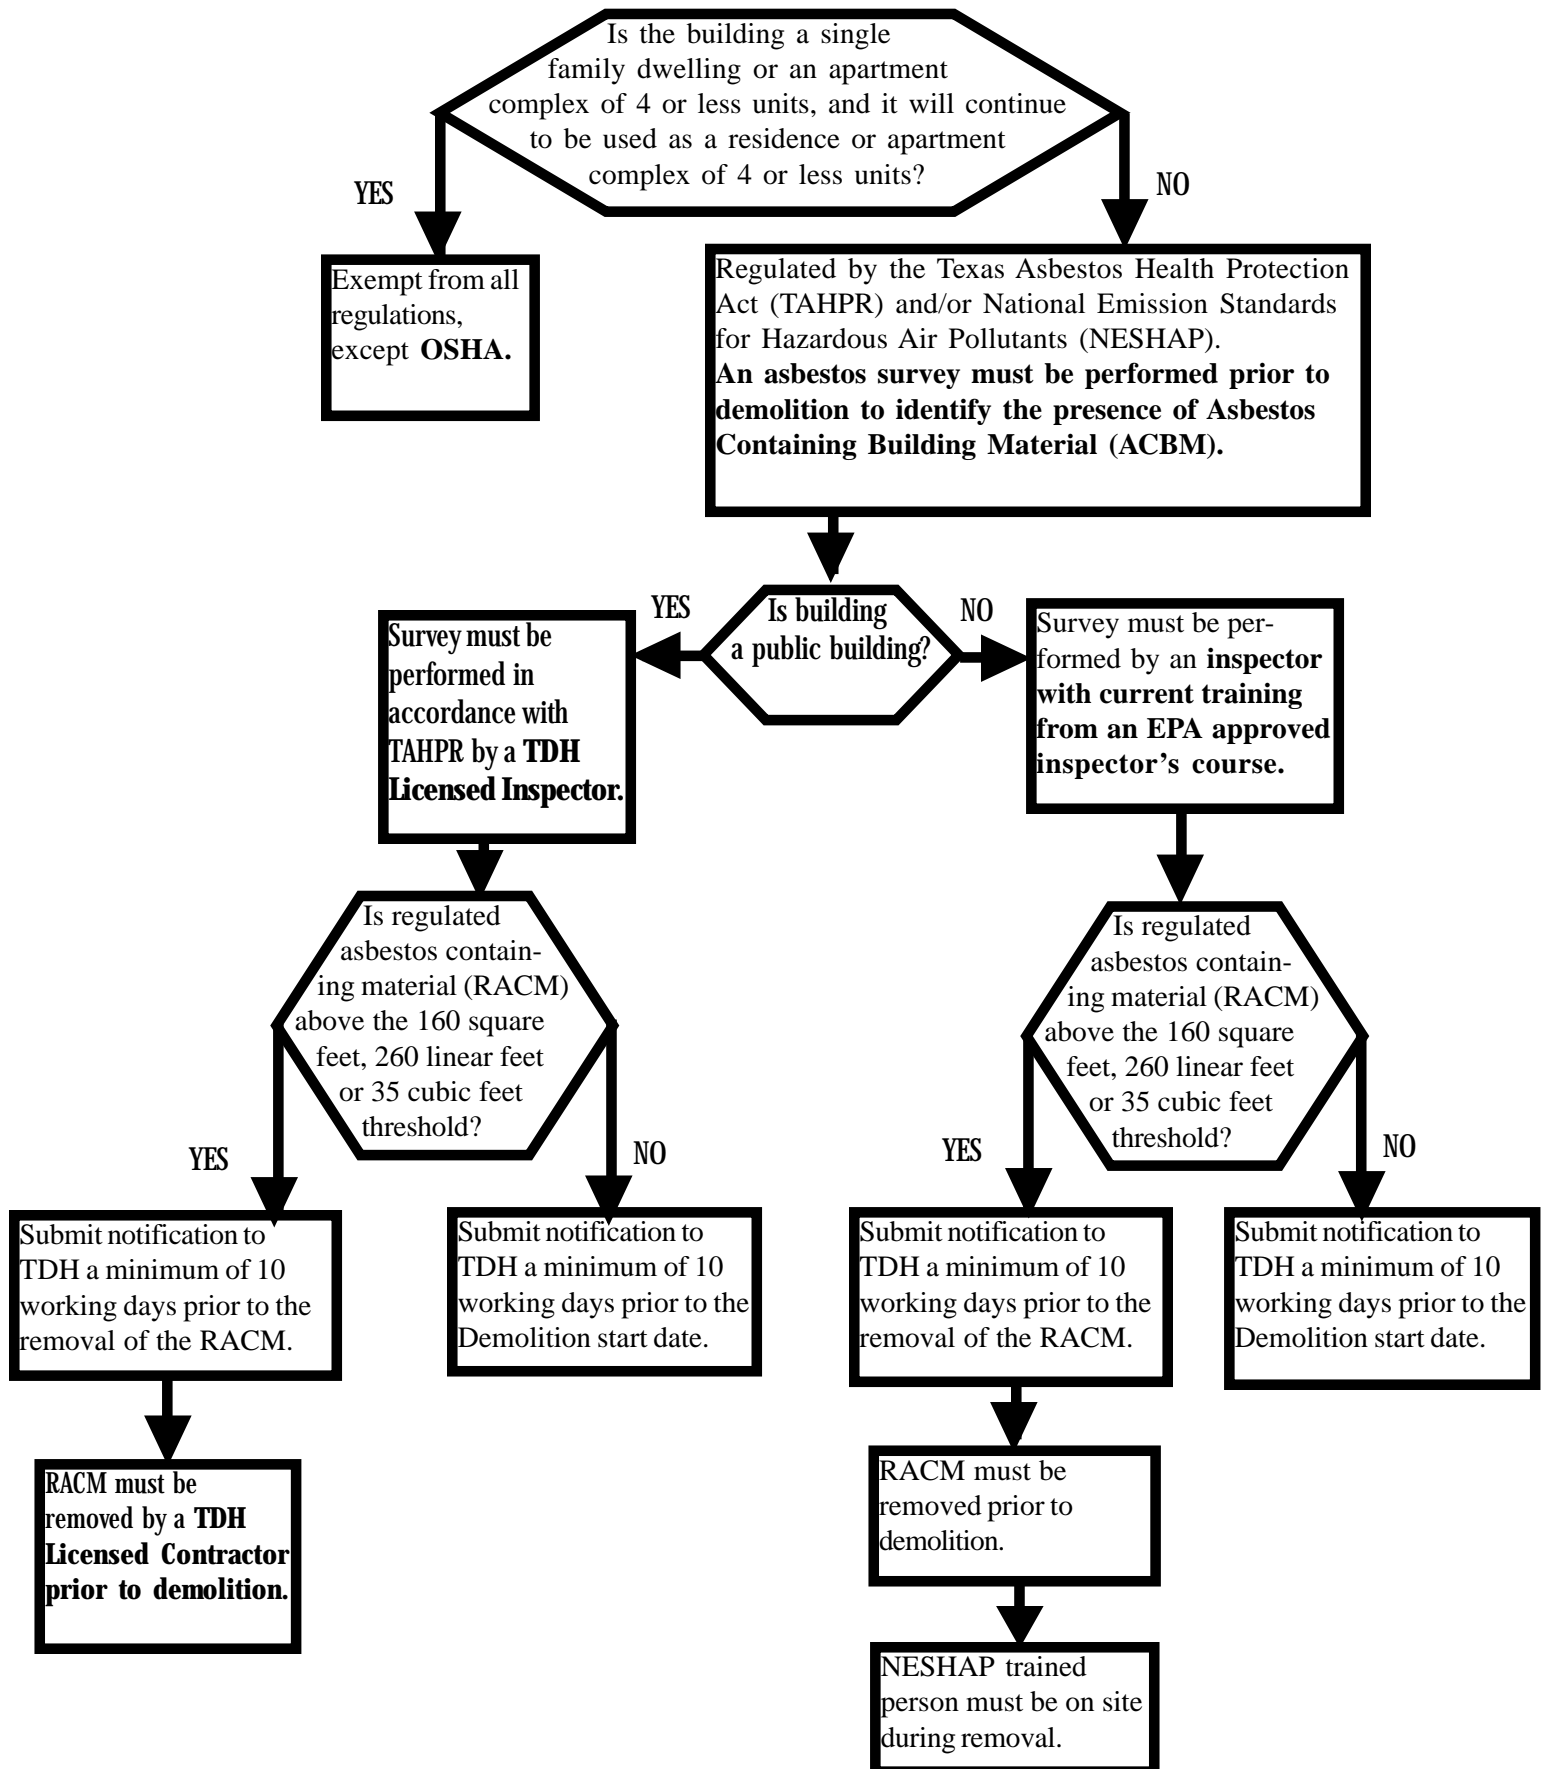 Is the building a single
family dwelling or an apartment
complex of 4 or less units, and it will continue
to be used as a residence or apartment
complex of 4 or less units?
YES
NO
Exempt from all
regulations,
except OSHA.
Regulated by the Texas Asbestos Health Protection
Act (TAHPR) and/or National Emission Standards
for Hazardous Air Pollutants (NESHAP).
An asbestos survey must be performed prior to
demolition to identify the presence of Asbestos
Containing Building Material (ACBM).
Is building
a public building?
YES
NO
Survey must be
performed in
accordance with
TAHPR by a TDH
Licensed Inspector.
Survey must be per-
formed by an inspector
with current training
from an EPA approved
inspector’s course.
Is regulated
asbestos contain-
ing material (RACM)
above the 160 square
feet, 260 linear feet
or 35 cubic feet
threshold?
YES
NO
Is regulated
asbestos contain-
ing material (RACM)
above the 160 square
feet, 260 linear feet
or 35 cubic feet
threshold?
YES
NO
Submit notification to
TDH a minimum of 10
working days prior to the
removal of the RACM.
Submit notification to
TDH a minimum of 10
working days prior to the
Demolition start date.
Submit notification to
TDH a minimum of 10
working days prior to the
removal of the RACM.
Submit notification to
TDH a minimum of 10
working days prior to the
Demolition start date.
RACM must be
removed by a TDH
Licensed Contractor
prior to demolition.
RACM must be
removed prior to
demolition.
NESHAP trained
person must be on site
during removal.